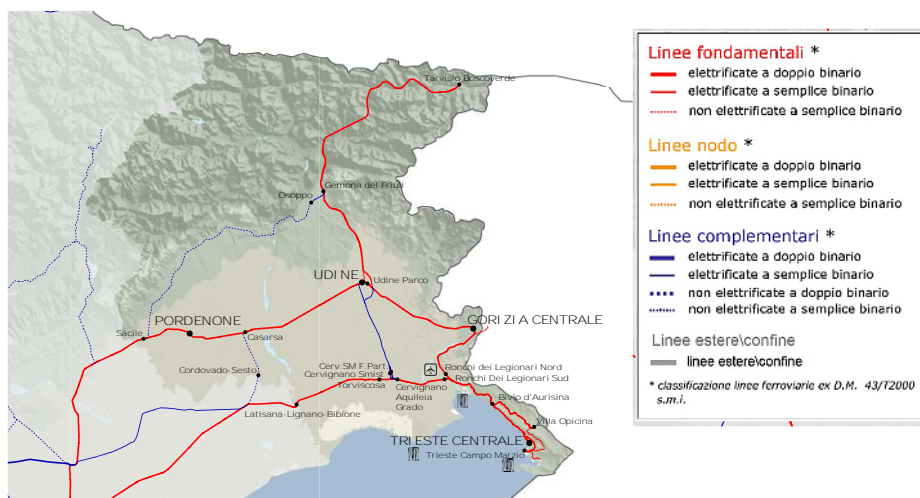 Tarvisio Boscoverde
Gemona del Friuli
Osoppo
UDINE
Udine Parco
PORDENONE
GORIZIA CENTRALE
Sacile
Casarsa
Cordovado-Sesto
Cerv.SM F.Part.
Cervignano Smist
Torviscosa
Cervignano
Aquileia
Grado
Ronchi dei Legionari Nord
Ronchi Dei Legionari Sud
Latisana-Lignano-Bibione
Bivio d'Aurisina
Villa Opicina
TRIESTE CENTRALE
Trieste Campo Marzio
Linee fondamentali *
elettrificate a doppio binario
elettrificate a semplice binario
non elettrificate a semplice binario
Linee nodo *
elettrificate a doppio binario
elettrificate a semplice binario
non elettrificate a semplice binario
Linee complementari *
elettrificate a doppio binario
elettrificate a semplice binario
non elettrificate a doppio binario
non elettrificate a semplice binario
Linee estere\confine
linee estere\confine
* classificazione linee ferroviarie ex D.M. 43/T2000
s.m.i.